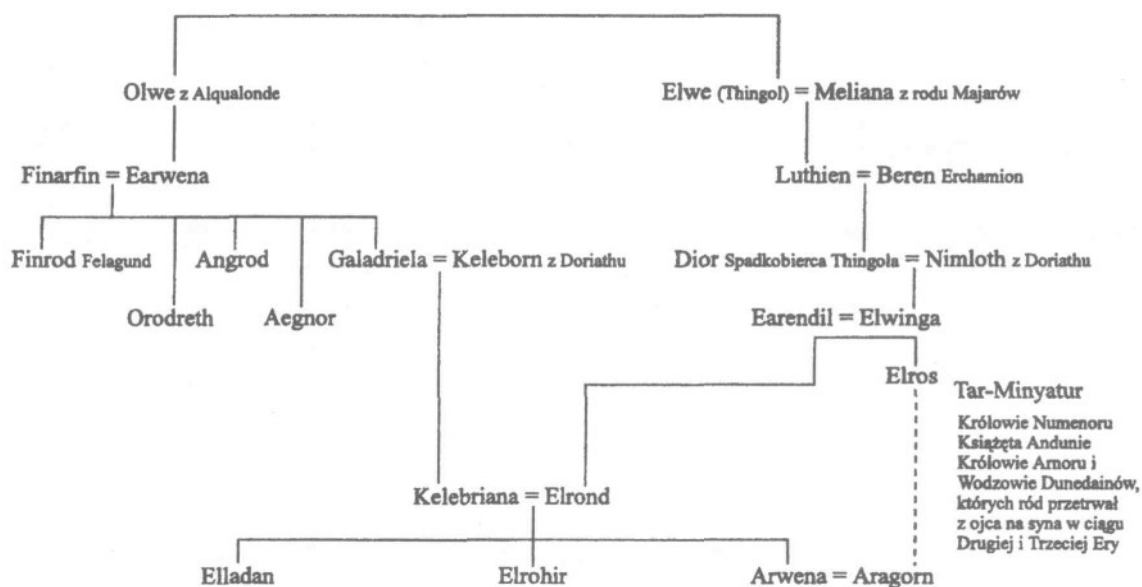 Olwe z Alqualonde
Elwe (Thingol) = Meliana z rodu Majarów
Finarfin = Earwena
Luthien = Beren Erchamion
Finrod Felagund
Angrod
Galadriela = Keleborn z Doriathu
Dior Spadkobierca Thingola = Nimloth z Doriathu
Orodreth
Aegnor
Earendil = Elwinga
Elros
Tar-Minyatur
Królowie Numenoru
Książęta Andunie
Królowie Arnoru i
Wodzowie Dunedainów,
których ród przetrwał
z ojca na syna w ciągu
Drugiej i Trzeciej Ery
Kelebriana = Elrond
Elladan
Elrohir
Arwena = Aragorn